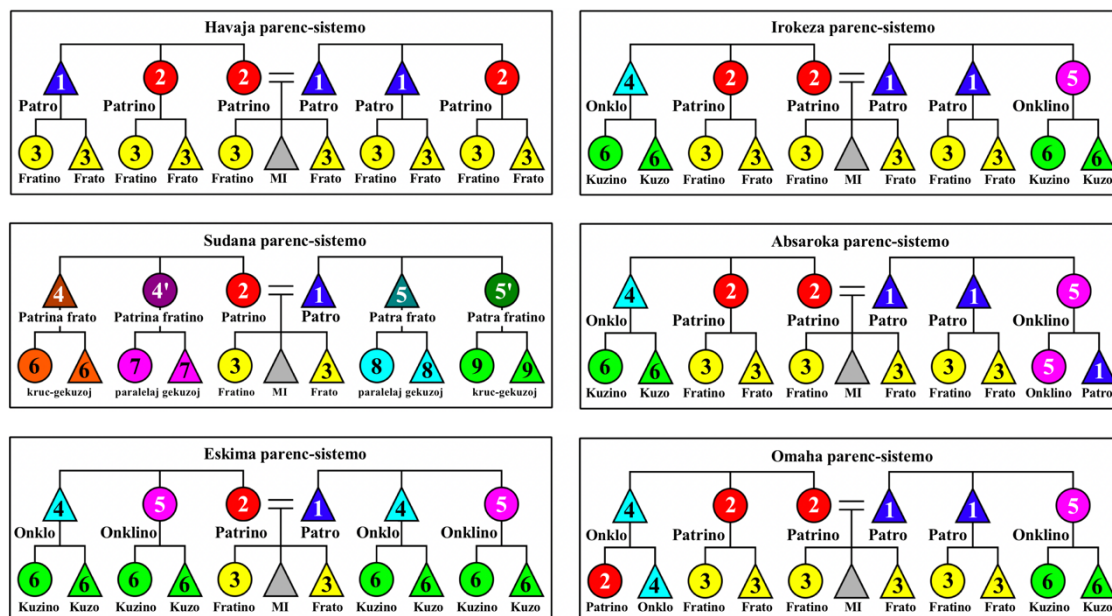 Havaja parenc-sistemo
1 2 2 1 1 2
Patro Patrino Patrino Patro Patro Patrino
3 3 3 3 3 3 3 3 3 3
Fratino Frato Fratino Frato Fratino MI Frato Fratino Frato Fratino Frato
Irokeza parenc-sistemo
4 2 2 1 1 5
Onklo Patrino Patrino Patro Patro Onklino
6 6 3 3 3 3 3 3 6 6
Kuzino Kuzo Fratino Frato Fratino MI Frato Fratino Frato Kuzino Kuzo
Sudana parenc-sistemo
4 4' 2 1 5 5'
Patrina frato Patrina fratino Patrino Patro Patra frato Patra fratino
6 6 7 7 3 3 8 8 9 9
kruc-gekuzoj paralelaj gekuzoj Fratino MI Frato paralelaj gekuzoj kruc-gekuzoj
Absaroka parenc-sistemo
4 2 2 1 1 5
Onklo Patrino Patrino Patro Patro Onklino
6 6 3 3 3 3 3 3 5 1
Kuzino Kuzo Fratino Frato Fratino MI Frato Fratino Frato Onklino Patro
Eskima parenc-sistemo
4 5 2 1 4 5
Onklo Onklino Patrino Patro Onklo Onklino
6 6 6 6 3 3 6 6 6 6
Kuzino Kuzo Kuzino Kuzo Fratino MI Frato Kuzino Kuzo Kuzino Kuzo
Omaha parenc-sistemo
4 2 2 1 1 5
Onklo Patrino Patrino Patro Patro Onklino
2 4 3 3 3 3 3 3 6 6
Patrino Onklo Fratino Frato Fratino MI Frato Fratino Frato Kuzino Kuzo